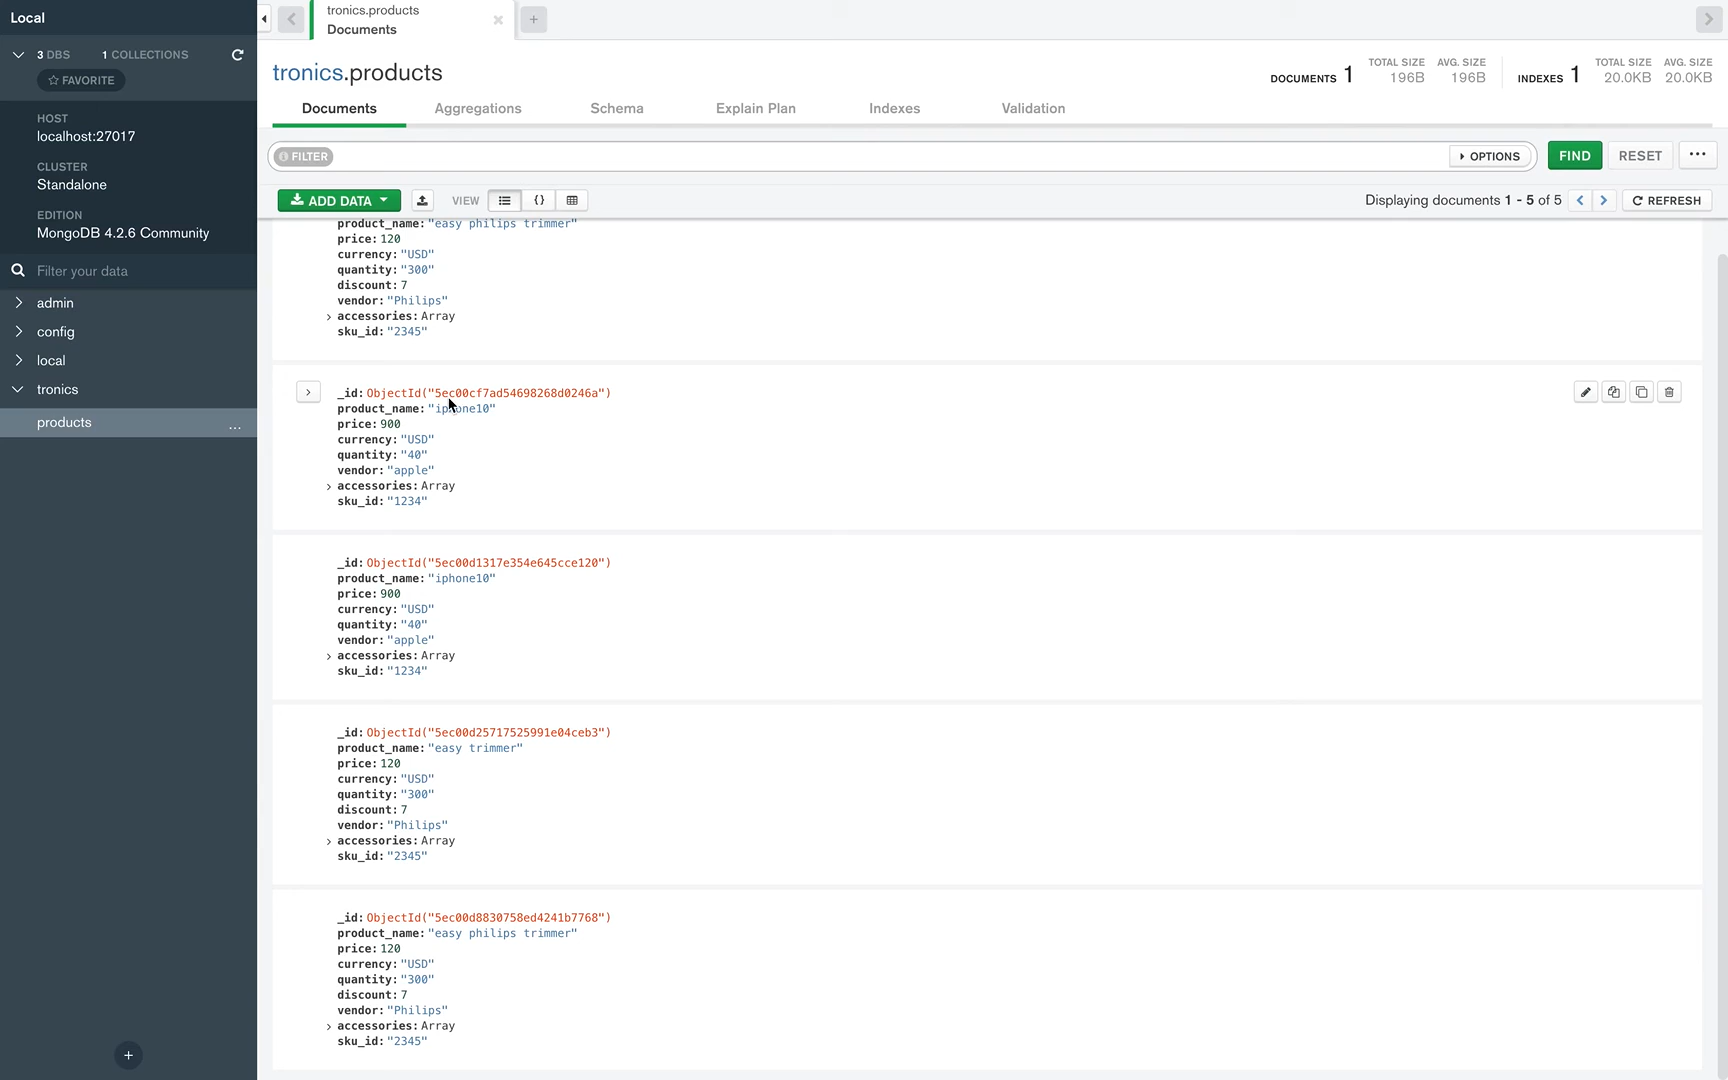 Local
3 DBS 1 COLLECTIONS
FAVORITE
HOST
localhost:27017
CLUSTER
Standalone
EDITION
MongoDB 4.2.6 Community
Filter your data
admin
config
local
tronics
products ...
tronics.products
Documents
tronics.products
DOCUMENTS 1 TOTAL SIZE 196B AVG. SIZE 196B INDEXES 1 TOTAL SIZE 20.0KB AVG. SIZE 20.0KB
Documents Aggregations Schema Explain Plan Indexes Validation
FILTER OPTIONS FIND RESET ...
ADD DATA VIEW {} Displaying documents 1 - 5 of 5 REFRESH
product_name: "easy philips trimmer"
price: 120
currency: "USD"
quantity: "300"
discount: 7
vendor: "Philips"
accessories: Array
sku_id: "2345"
_id: ObjectId("5ec00cf7ad54698268d0246a")
product_name: "iphone10"
price: 900
currency: "USD"
quantity: "40"
vendor: "apple"
accessories: Array
sku_id: "1234"
_id: ObjectId("5ec00d1317e354e645cce120")
product_name: "iphone10"
price: 900
currency: "USD"
quantity: "40"
vendor: "apple"
accessories: Array
sku_id: "1234"
_id: ObjectId("5ec00d25717525991e04ceb3")
product_name: "easy trimmer"
price: 120
currency: "USD"
quantity: "300"
discount: 7
vendor: "Philips"
accessories: Array
sku_id: "2345"
_id: ObjectId("5ec00d8830758ed4241b7768")
product_name: "easy philips trimmer"
price: 120
currency: "USD"
quantity: "300"
discount: 7
vendor: "Philips"
accessories: Array
sku_id: "2345"